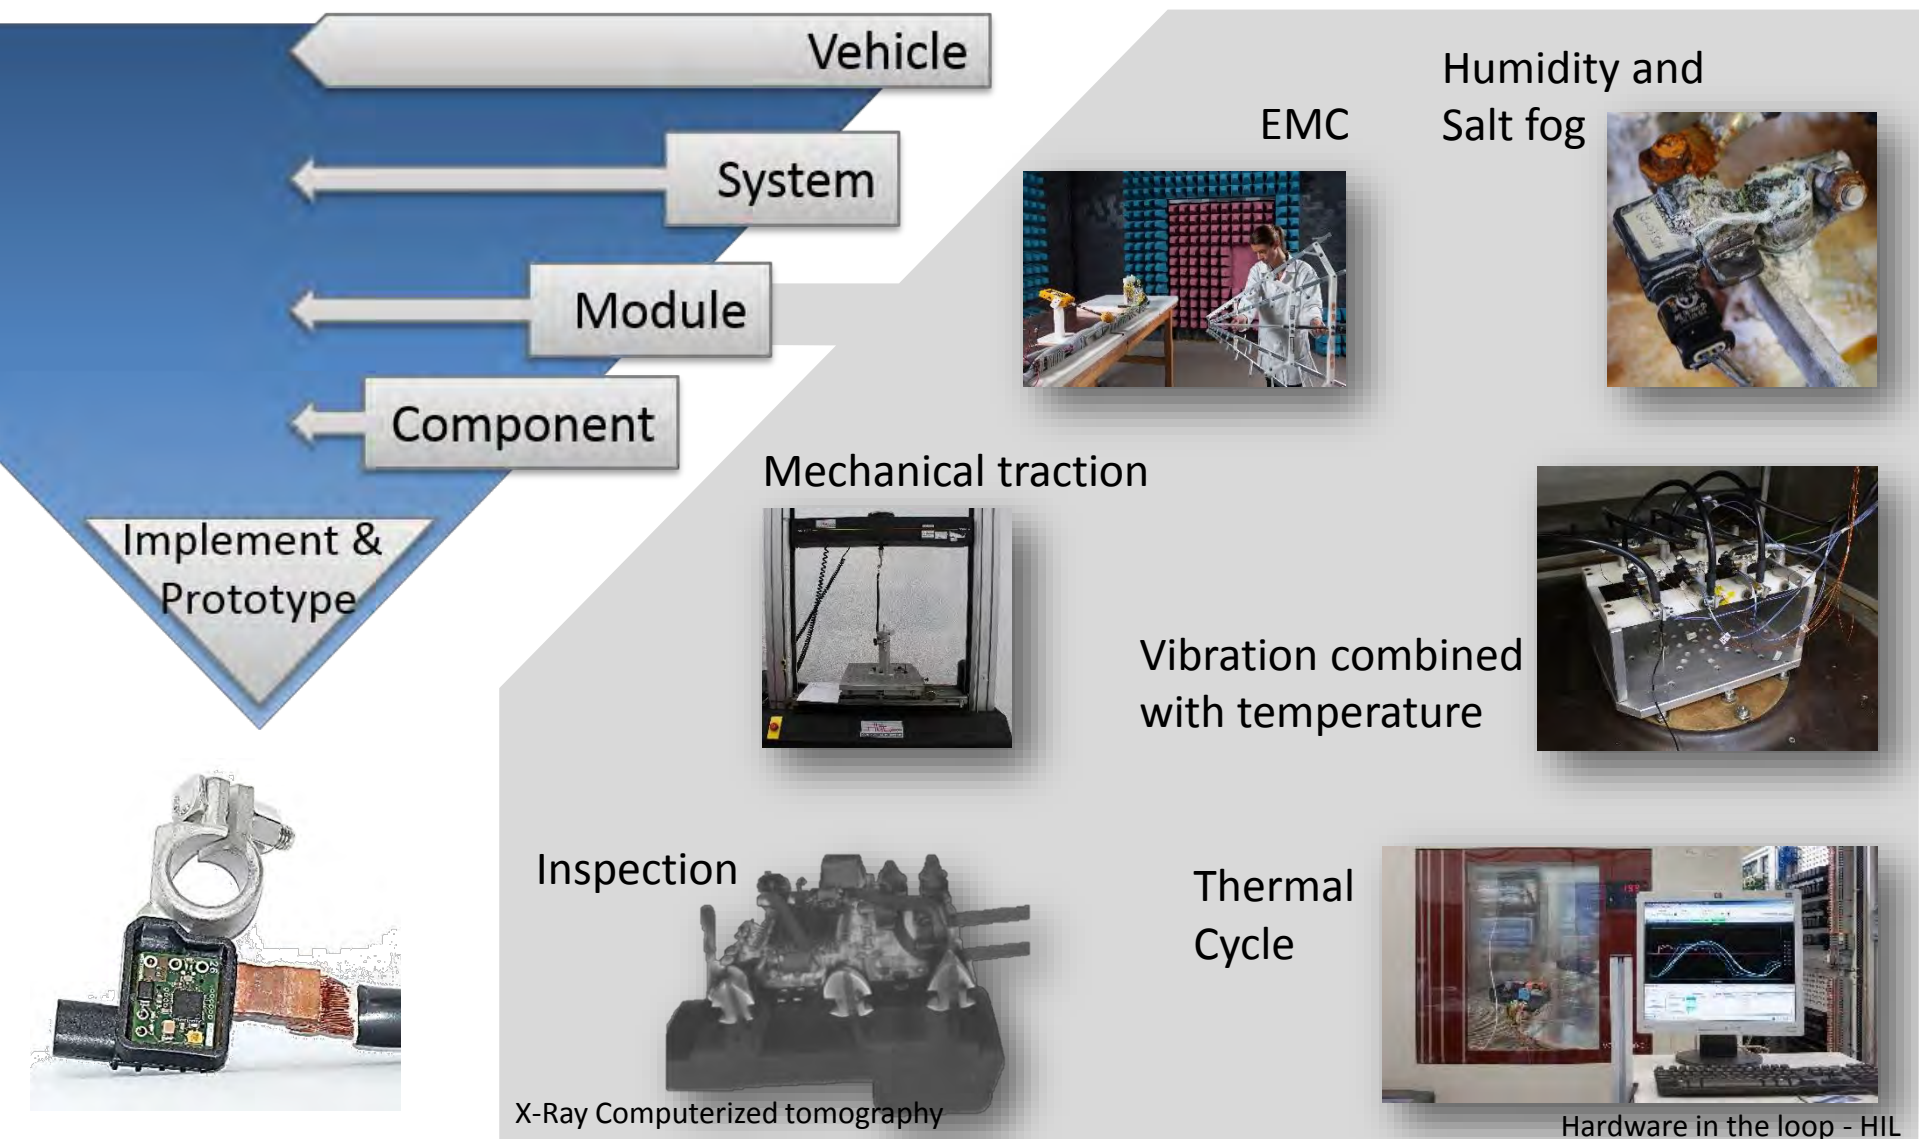 Vehicle
System
Module
Component
Implement &
Prototype
EMC
Humidity and
Salt fog
Mechanical traction
Vibration combined
with temperature
Inspection
X-Ray Computerized tomography
Thermal
Cycle
Hardware in the loop - HIL